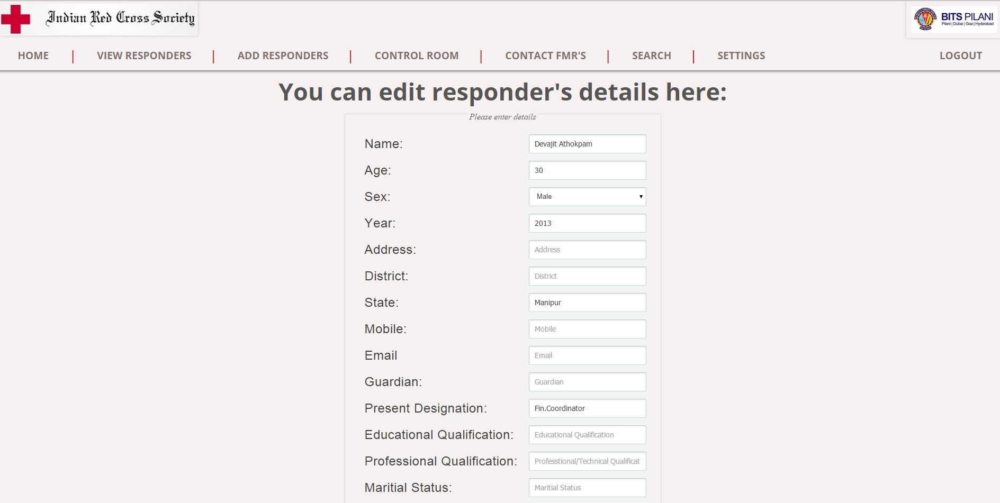 Indian Red Cross Society
BITS PILANI
Pilani | Dubai | Goa | Hyderabad
HOME | VIEW RESPONDERS | ADD RESPONDERS | CONTROL ROOM | CONTACT FMR'S | SEARCH | SETTINGS LOGOUT
You can edit responder's details here:
Please enter details
Name: Devajit Athokpam
Age: 30
Sex: Male
Year: 2013
Address: Address
District: District
State: Manipur
Mobile: Mobile
Email Email
Guardian: Guardian
Present Designation: Fin.Coordinator
Educational Qualification: Educational Qualification
Professional Qualification: Professtional/Technical Qualificat
Maritial Status: Maritial Status